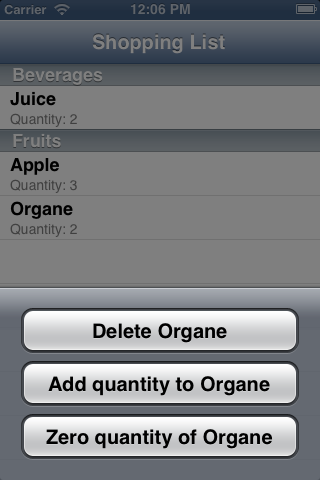 Carrier 12:06 PM
Shopping List
Beverages
Juice
Quantity: 2
Fruits
Apple
Quantity: 3
Organe
Quantity: 2
Delete Organe
Add quantity to Organe
Zero quantity of Organe